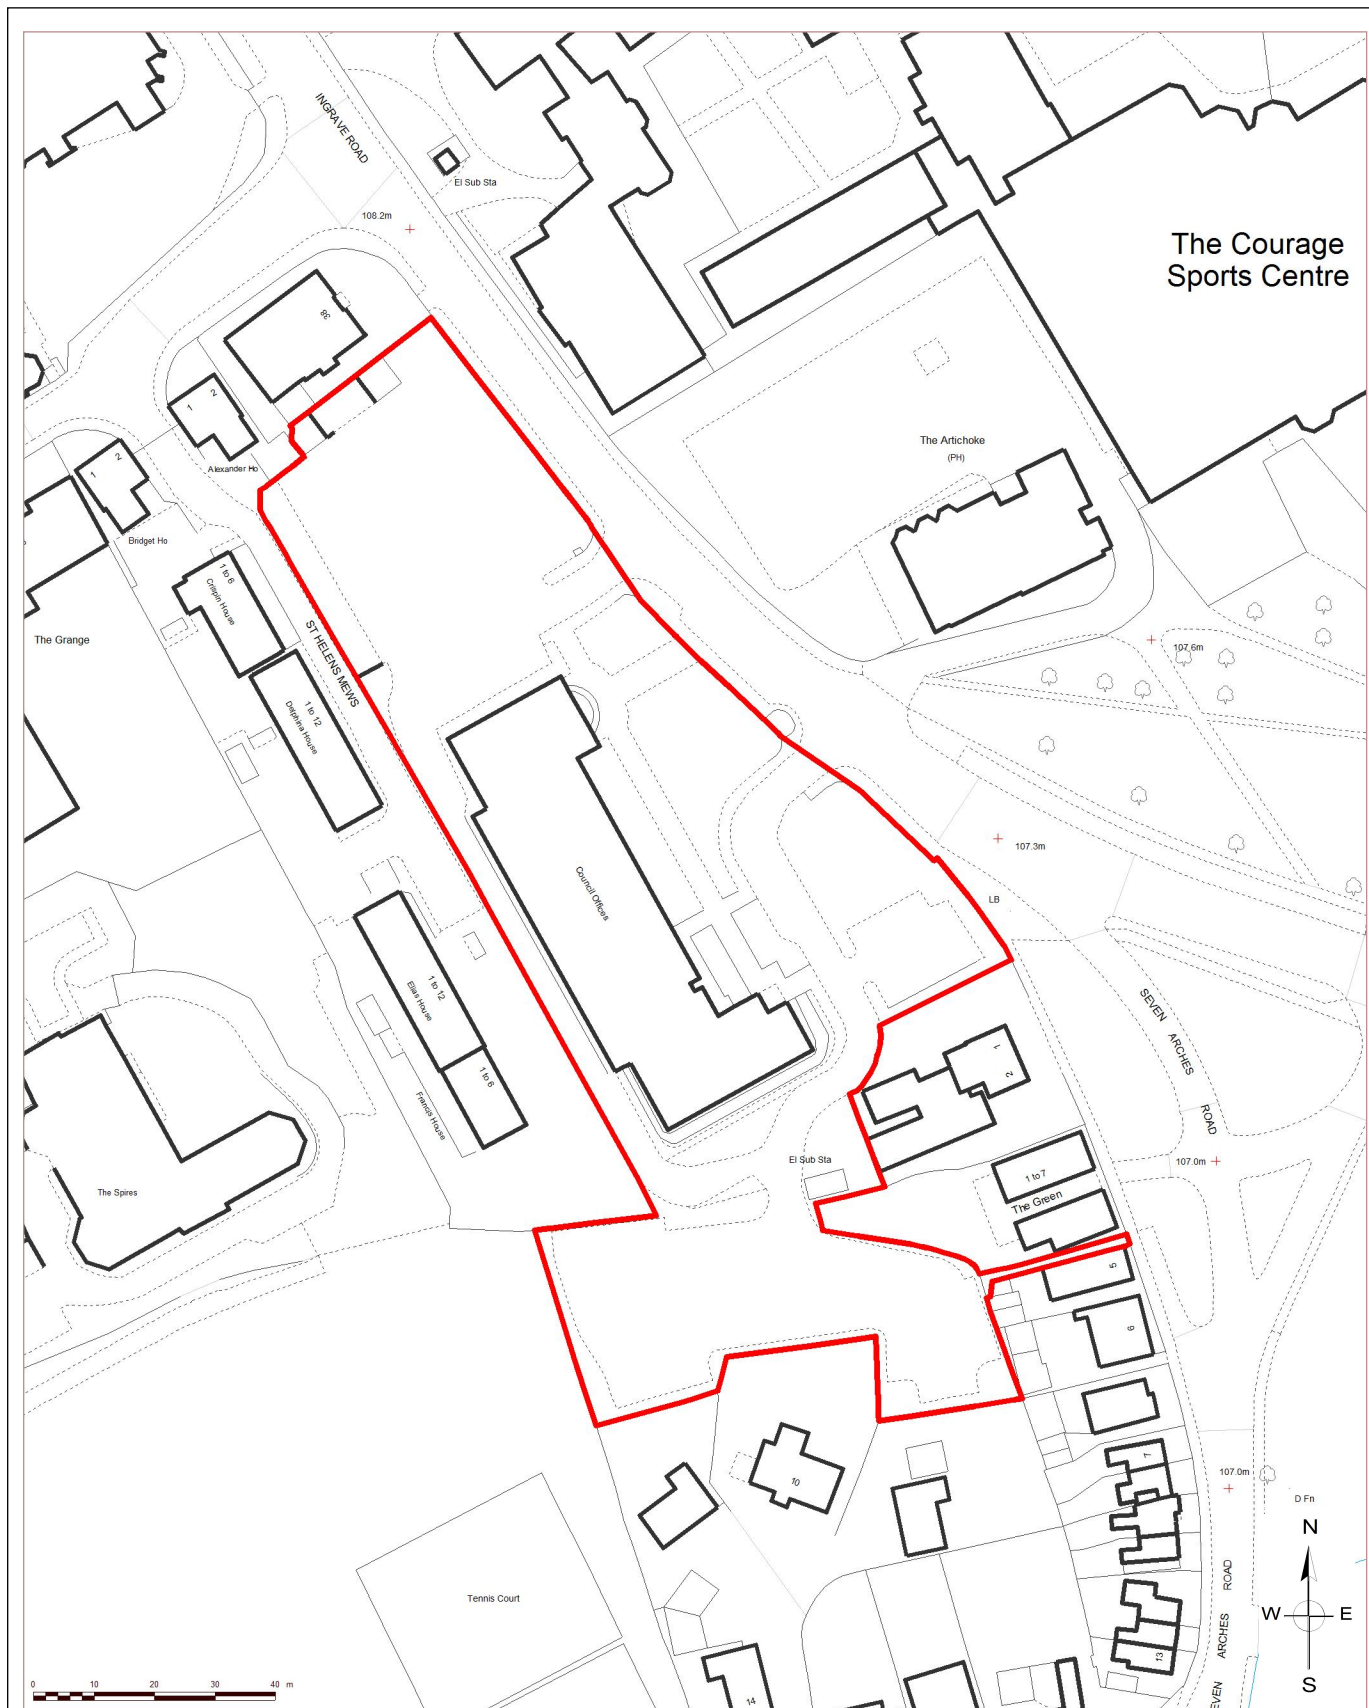 INGRAVE ROAD
El Sub Sta
108.2m
The Courage
Sports Centre
38
1
2
Alexander Ho
1
2
Bridget Ho
The Artichoke
(PH)
1 to 6
Crispin House
The Grange
ST HELENS MEWS
1 to 12
Delphina House
107.6m
107.3m
Council Offices
LB
1 to 12
Elias House
SEVEN ARCHES ROAD
1
2
1 to 6
Francis House
El Sub Sta
107.0m
1 to 7
The Green
The Spires
5
6
7
10
107.0m
D Fn
N
W
E
S
Tennis Court
SEVEN ARCHES ROAD
13
14
0 10 20 30 40 m